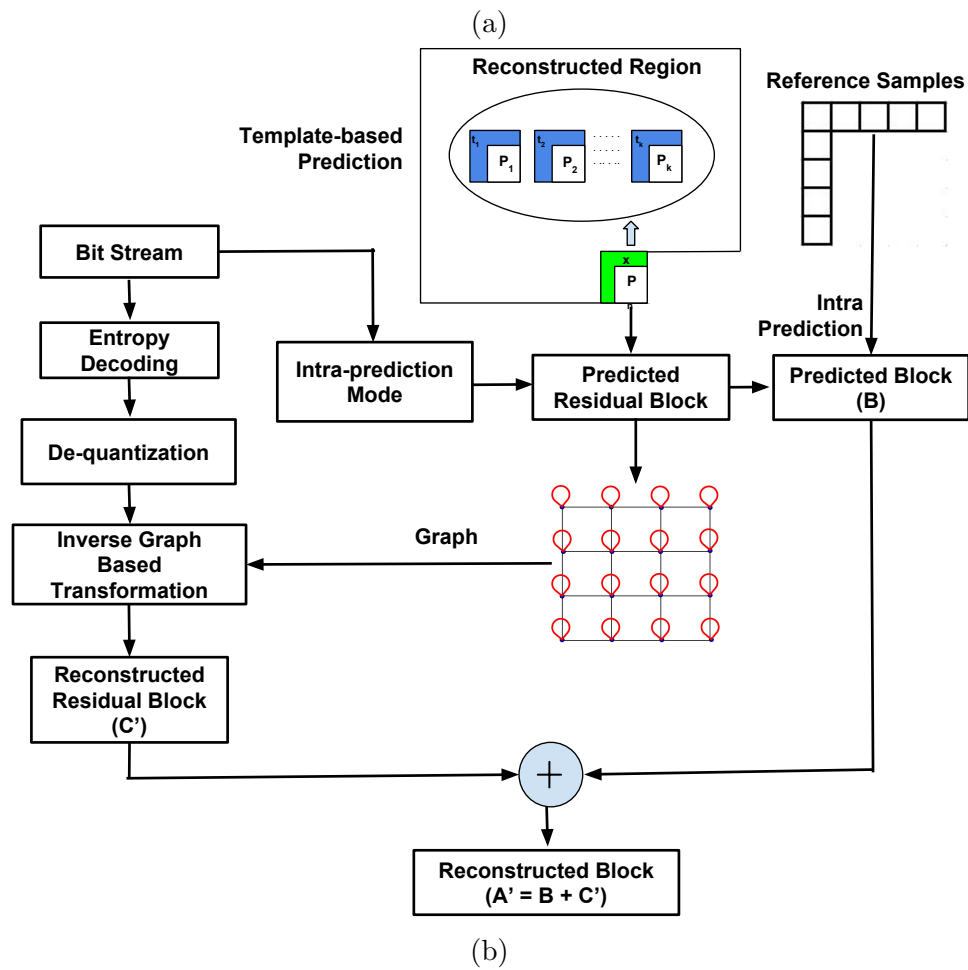 (a)
Reconstructed Region
Reference Samples
Template-based
Prediction
t1
P1
t2
P2
tk
Pk
x
P
Bit Stream
Intra
Prediction
Entropy
Decoding
Intra-prediction
Mode
Predicted
Residual Block
Predicted Block
(B)
De-quantization
Inverse Graph
Based
Transformation
Graph
Reconstructed
Residual Block
(C’)
+
Reconstructed Block
(A’ = B + C’)
(b)